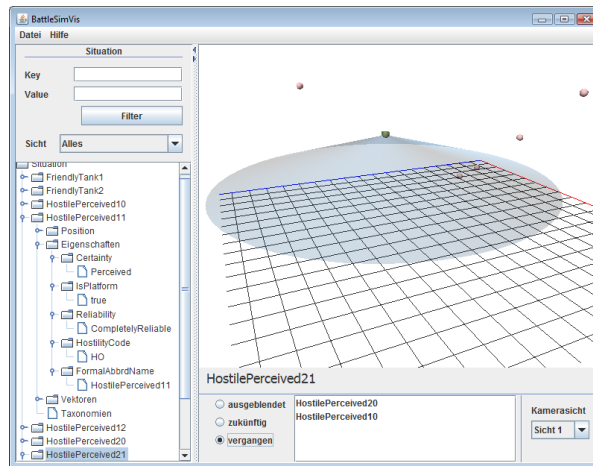 BattleSimVis
Datei Hilfe
Situation
Key
Value
Filter
Sicht Alles
Situation
FriendlyTank1
FriendlyTank2
HostilePerceived10
HostilePerceived11
Position
Eigenschaften
Certainty
Perceived
IsPlatform
true
Reliability
CompletelyReliable
HostilityCode
HO
FormalAbbrdName
HostilePerceived11
Vektoren
Taxonomien
HostilePerceived12
HostilePerceived20
HostilePerceived21
HostilePerceived21
ausgeblendet
zukünftig
vergangen
HostilePerceived20
HostilePerceived10
Kamerasicht
Sicht 1